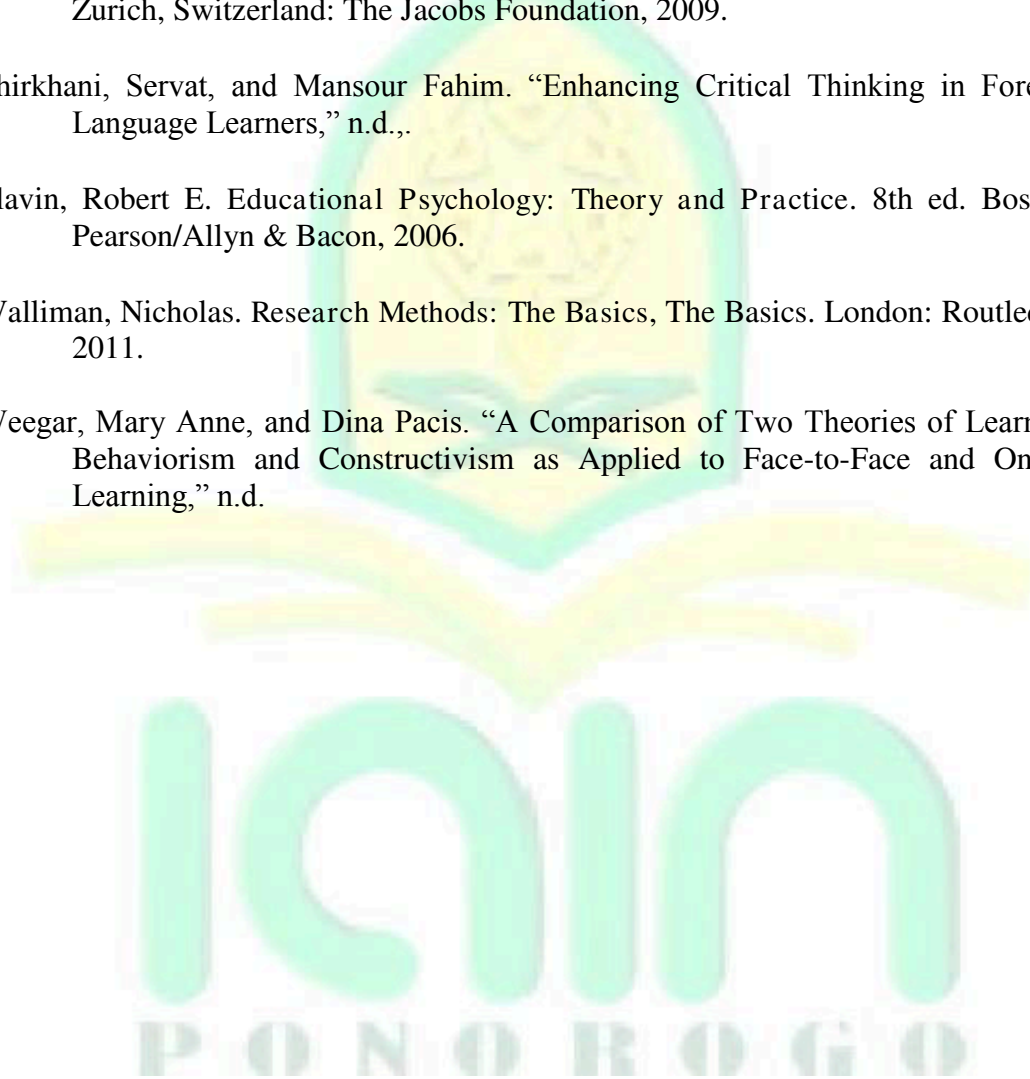 Zurich, Switzerland: The Jacobs Foundation, 2009.
hirkhani, Servat, and Mansour Fahim. “Enhancing Critical Thinking in Fore
Language Learners,” n.d.,.
lavin, Robert E. Educational Psychology: Theory and Practice. 8th ed. Bos
Pearson/Allyn & Bacon, 2006.
Valliman, Nicholas. Research Methods: The Basics, The Basics. London: Routled
2011.
Veegar, Mary Anne, and Dina Pacis. “A Comparison of Two Theories of Learn
Behaviorism and Constructivism as Applied to Face-to-Face and On
Learning,” n.d.
IAIN
PONOROGO